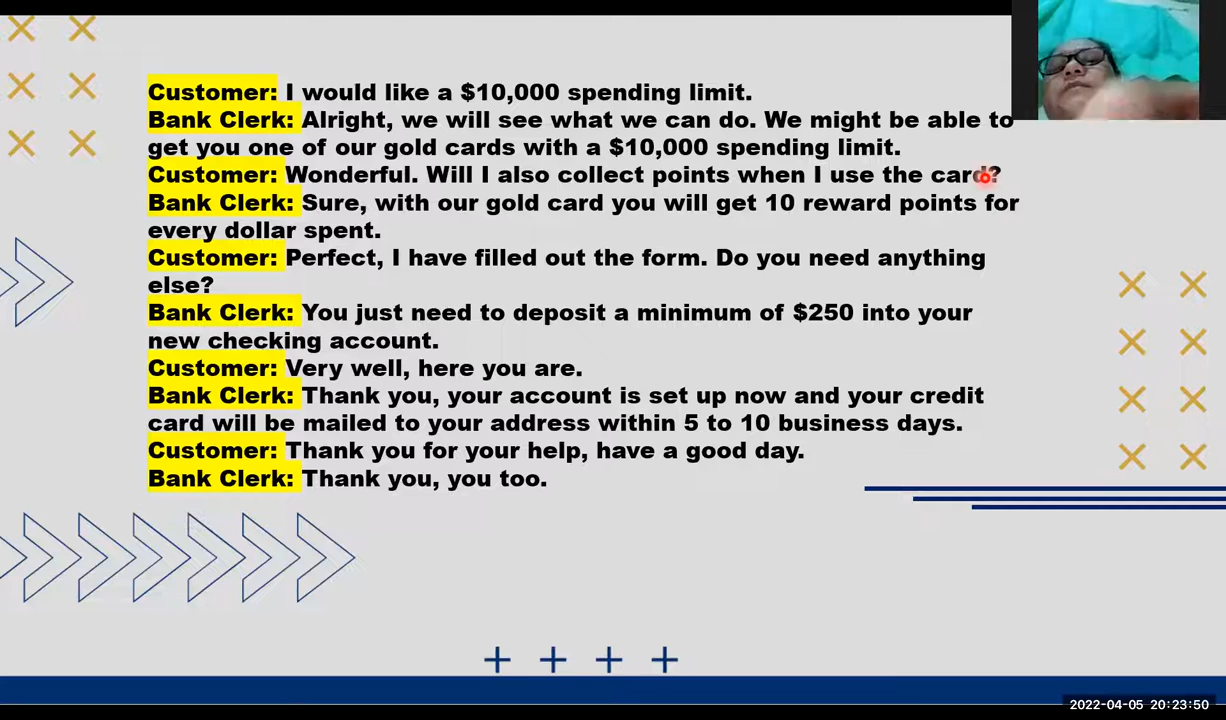 Customer: I would like a $10,000 spending limit.
Bank Clerk: Alright, we will see what we can do. We might be able to
get you one of our gold cards with a $10,000 spending limit.
Customer: Wonderful. Will I also collect points when I use the card?
Bank Clerk: Sure, with our gold card you will get 10 reward points for
every dollar spent.
Customer: Perfect, I have filled out the form. Do you need anything
else?
Bank Clerk: You just need to deposit a minimum of $250 into your
new checking account.
Customer: Very well, here you are.
Bank Clerk: Thank you, your account is set up now and your credit
card will be mailed to your address within 5 to 10 business days.
Customer: Thank you for your help, have a good day.
Bank Clerk: Thank you, you too.
2022-04-05 20:23:50